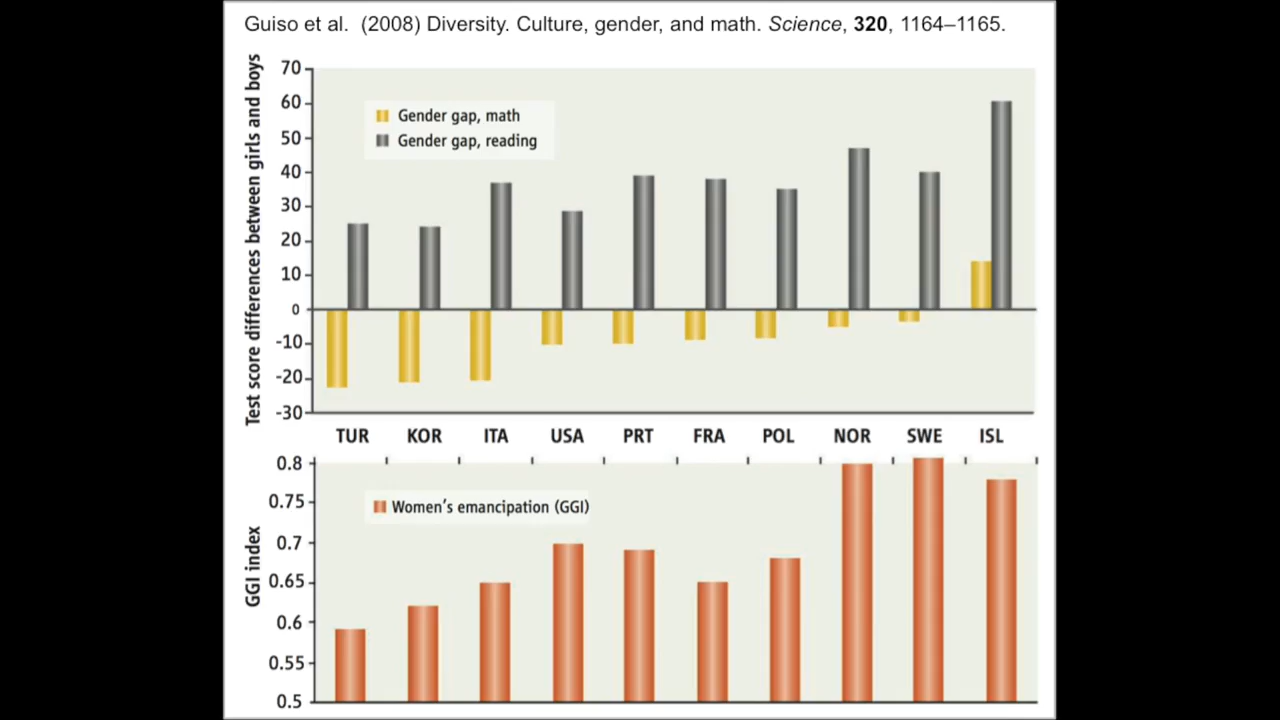 Guiso et al. (2008) Diversity. Culture, gender, and math. Science, 320, 1164–1165.
Test score differences between girls and boys
70
60
50
40
30
20
10
0
-10
-20
-30
Gender gap, math
Gender gap, reading
TUR KOR ITA USA PRT FRA POL NOR SWE ISL
GGI index
0.8
0.75
0.7
0.65
0.6
0.55
0.5
Women's emancipation (GGI)